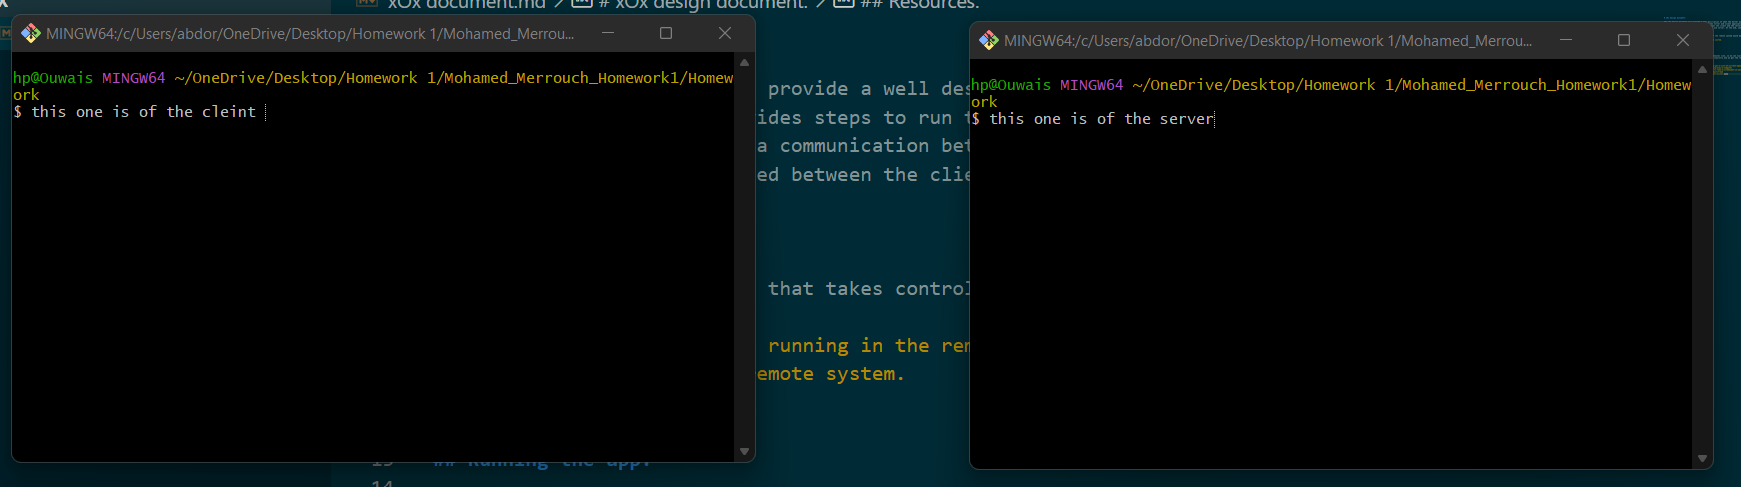 xOx document.md > # xOx design document. > ## Resources.
MINGW64:/c/Users/abdor/OneDrive/Desktop/Homework 1/Mohamed_Merrou...
hp@Ouwais MINGW64 ~/OneDrive/Desktop/Homework 1/Mohamed_Merrouch_Homework1/Homew
ork
$ this one is of the cleint
provide a well des
ides steps to run
a communication bet
ed between the clie
that takes control
running in the rem
emote system.
## Running the app.
14
MINGW64:/c/Users/abdor/OneDrive/Desktop/Homework 1/Mohamed_Merrou...
hp@Ouwais MINGW64 ~/OneDrive/Desktop/Homework 1/Mohamed_Merrouch_Homework1/Homew
ork
$ this one is of the server